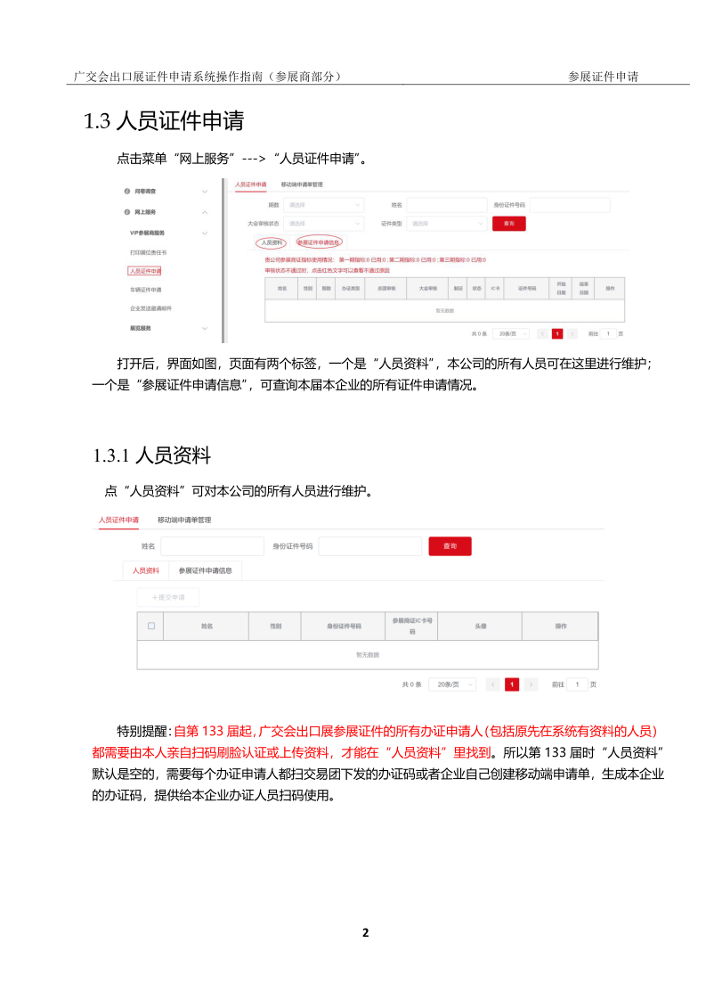 广交会出口展证件申请系统操作指南（参展商部分） 参展证件申请
1.3 人员证件申请
点击菜单“网上服务”--->“人员证件申请”。
问卷调查
网上服务
VIP参展商服务
打印展位责任书
人员证件申请
车辆证件申请
企业发送邀请邮件
展览服务
人员证件申请 移动端申请单管理
届数 请选择 姓名 身份证件号码
大会审核状态 请选择 证件类型 请选择 查询
人员资料 参展证件申请信息
贵公司参展商证指标使用情况: 第一期指标:0 已用:0 ; 第二期指标:0 已用:0 ; 第三期指标:0 已用:0
审核状态不通过时, 点击红色文字可以查看不通过原因
姓名 性别 届数 办证类型 总团审核 大会审核 制证 状态 IC卡 证件号码 开始日期 结束日期 操作
暂无数据
共 0 条 20条/页 < 1 > 前往 1 页
打开后，界面如图，页面有两个标签，一个是“人员资料”，本公司的所有人员可在这里进行维护；
一个是“参展证件申请信息”，可查询本届本企业的所有证件申请情况。
1.3.1 人员资料
点“人员资料”可对本公司的所有人员进行维护。
人员证件申请 移动端申请单管理
姓名 身份证件号码 查询
人员资料 参展证件申请信息
＋提交申请
姓名 性别 身份证件号码 参展商证IC卡号码 头像 操作
暂无数据
共 0 条 20条/页 < 1 > 前往 1 页
特别提醒：自第 133 届起，广交会出口展参展证件的所有办证申请人（包括原先在系统有资料的人员）
都需要由本人亲自扫码刷脸认证或上传资料，才能在“人员资料”里找到。所以第 133 届时“人员资料”
默认是空的，需要每个办证申请人都扫交易团下发的办证码或者企业自己创建移动端申请单，生成本企业
的办证码，提供给本企业办证人员扫码使用。
2